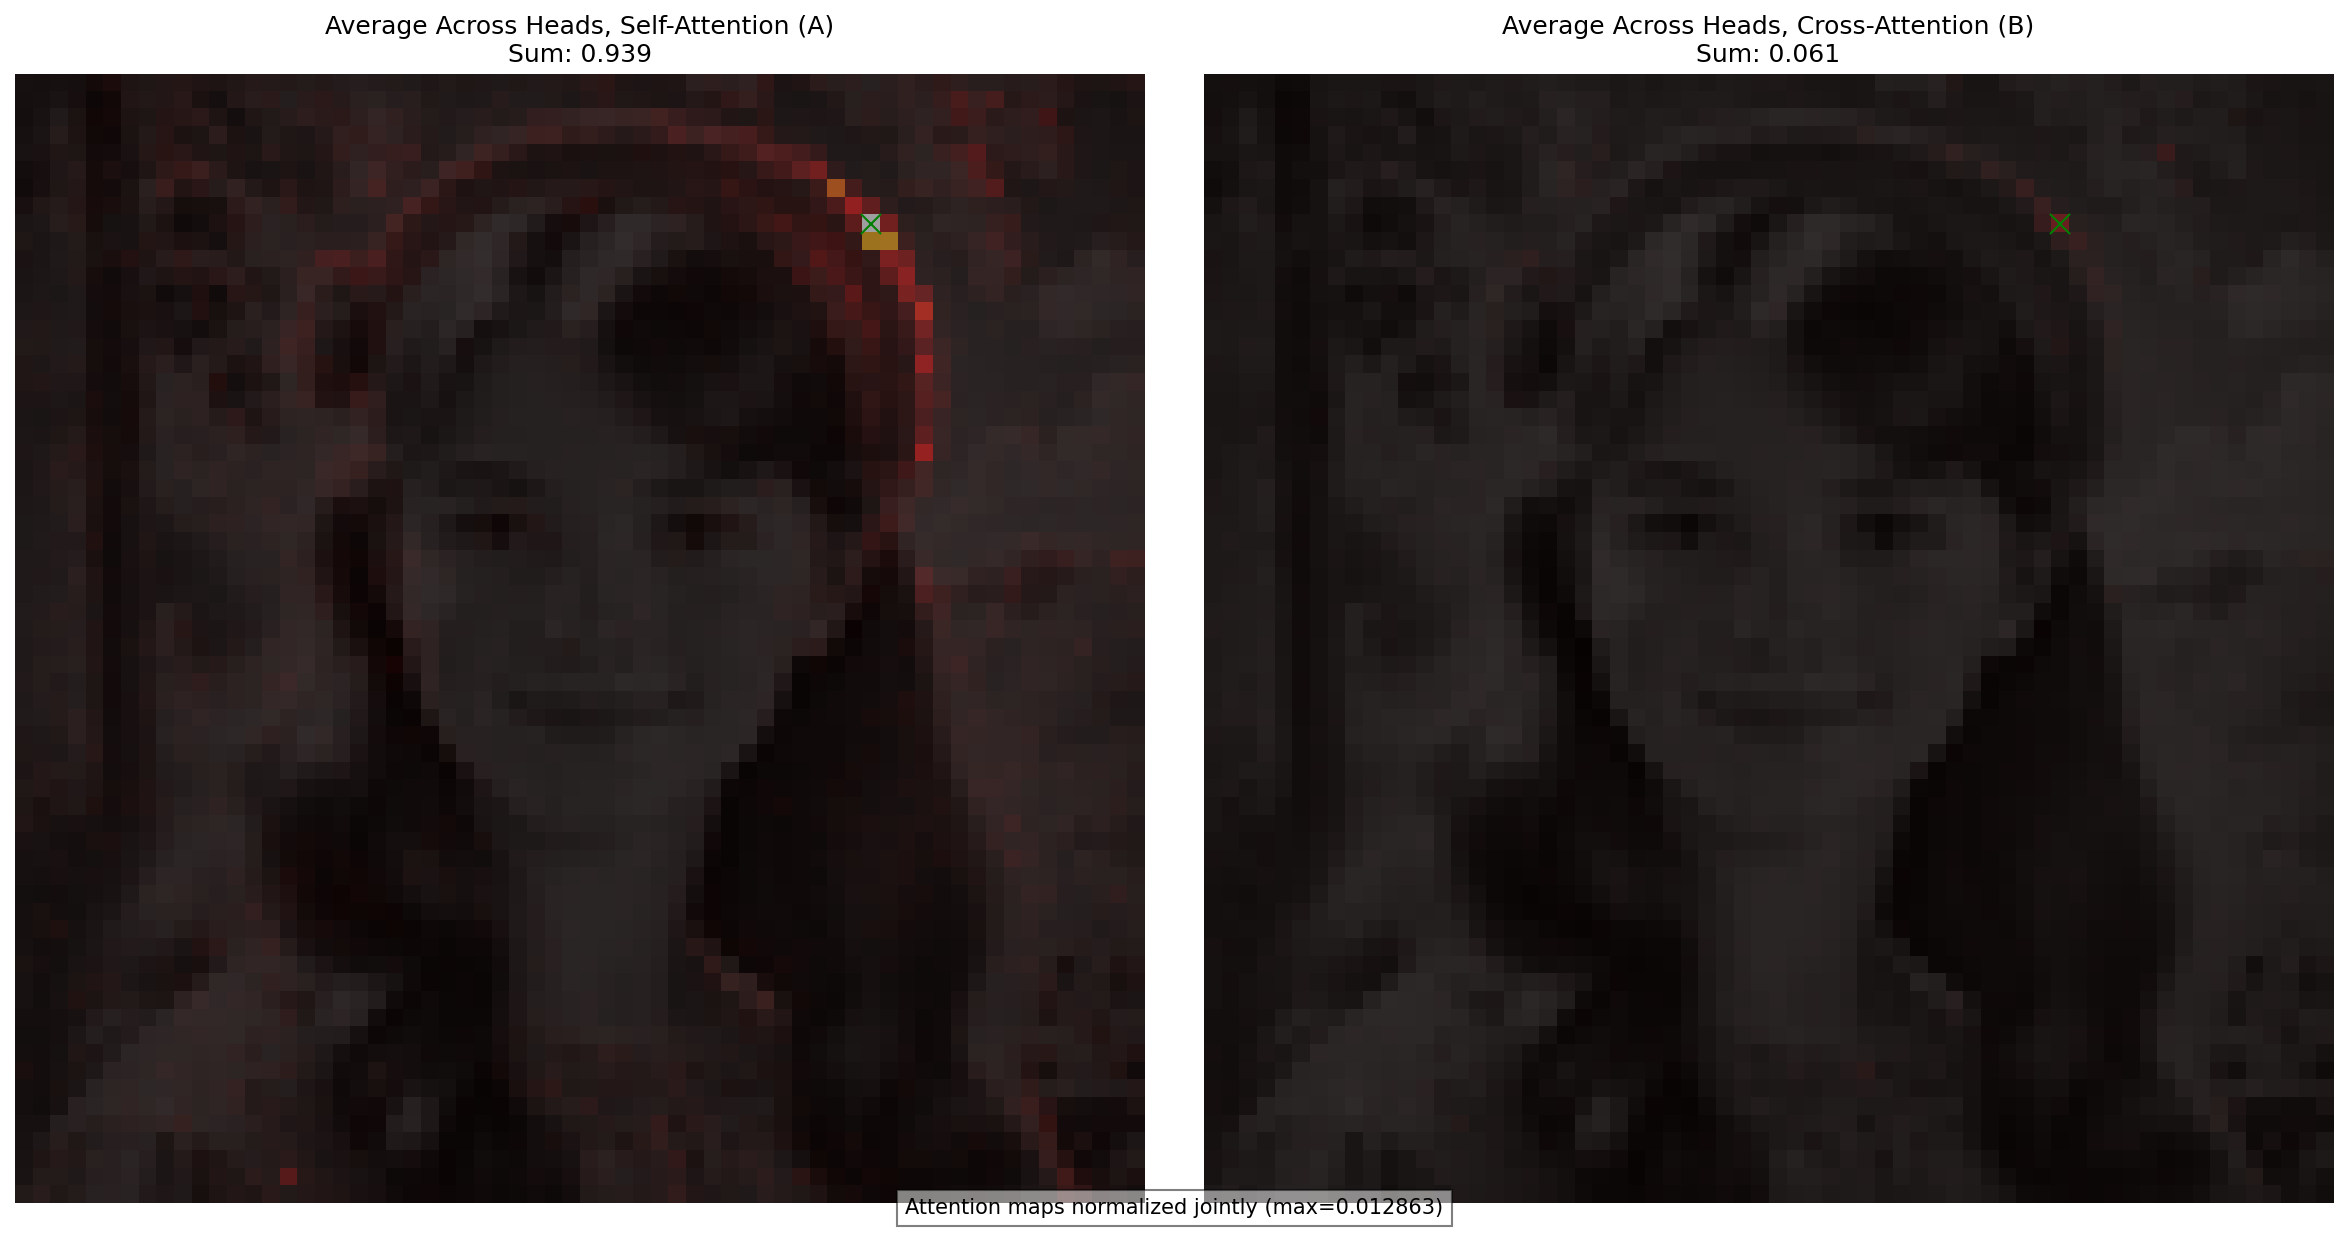 Average Across Heads, Self-Attention (A)
Sum: 0.939
Average Across Heads, Cross-Attention (B)
Sum: 0.061
Attention maps normalized jointly (max=0.012863)